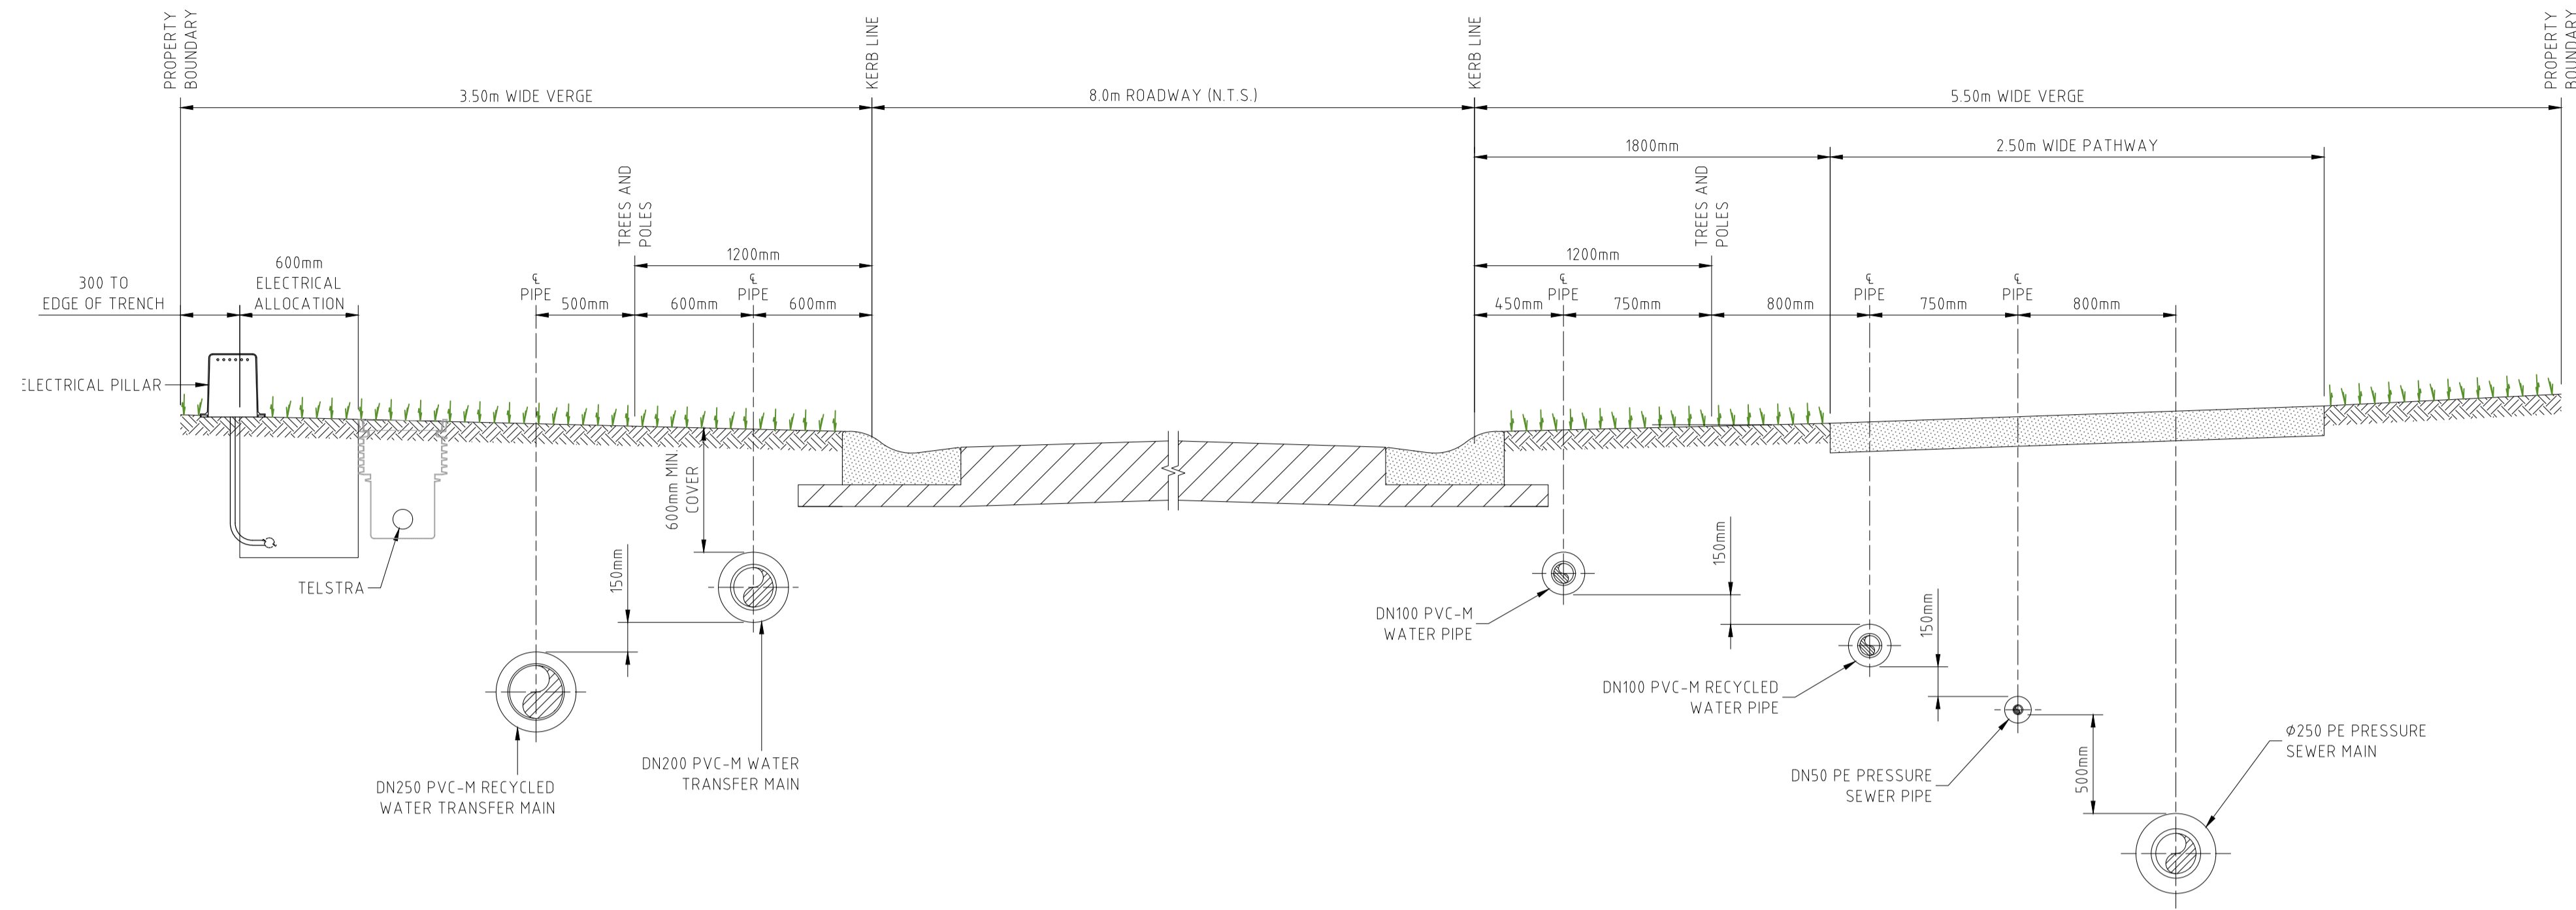 PROPERTY
BOUNDARY
KERB LINE
KERB LINE
PROPERTY
BOUNDARY
3.50m WIDE VERGE
8.0m ROADWAY (N.T.S.)
5.50m WIDE VERGE
1800mm
2.50m WIDE PATHWAY
TREES AND
POLES
TREES AND
POLES
1200mm
1200mm
300 TO
EDGE OF TRENCH
600mm
ELECTRICAL
ALLOCATION
℄
PIPE
500mm
600mm
℄
PIPE
600mm
450mm
℄
PIPE
750mm
800mm
℄
PIPE
750mm
℄
PIPE
800mm
ELECTRICAL PILLAR
600mm MIN.
COVER
TELSTRA
150mm
150mm
150mm
500mm
DN100 PVC-M
WATER PIPE
DN100 PVC-M RECYCLED
WATER PIPE
DN250 PVC-M RECYCLED
WATER TRANSFER MAIN
DN200 PVC-M WATER
TRANSFER MAIN
DN50 PE PRESSURE
SEWER PIPE
Ø250 PE PRESSURE
SEWER MAIN